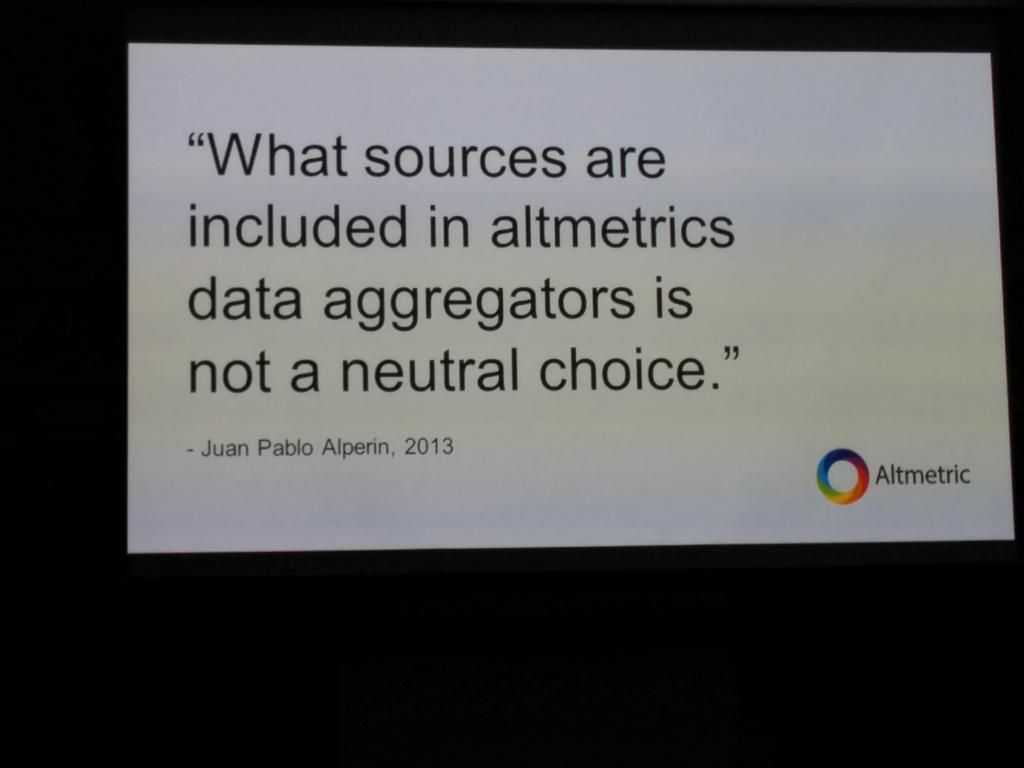 “What sources are
included in altmetrics
data aggregators is
not a neutral choice.”
- Juan Pablo Alperin, 2013
Altmetric